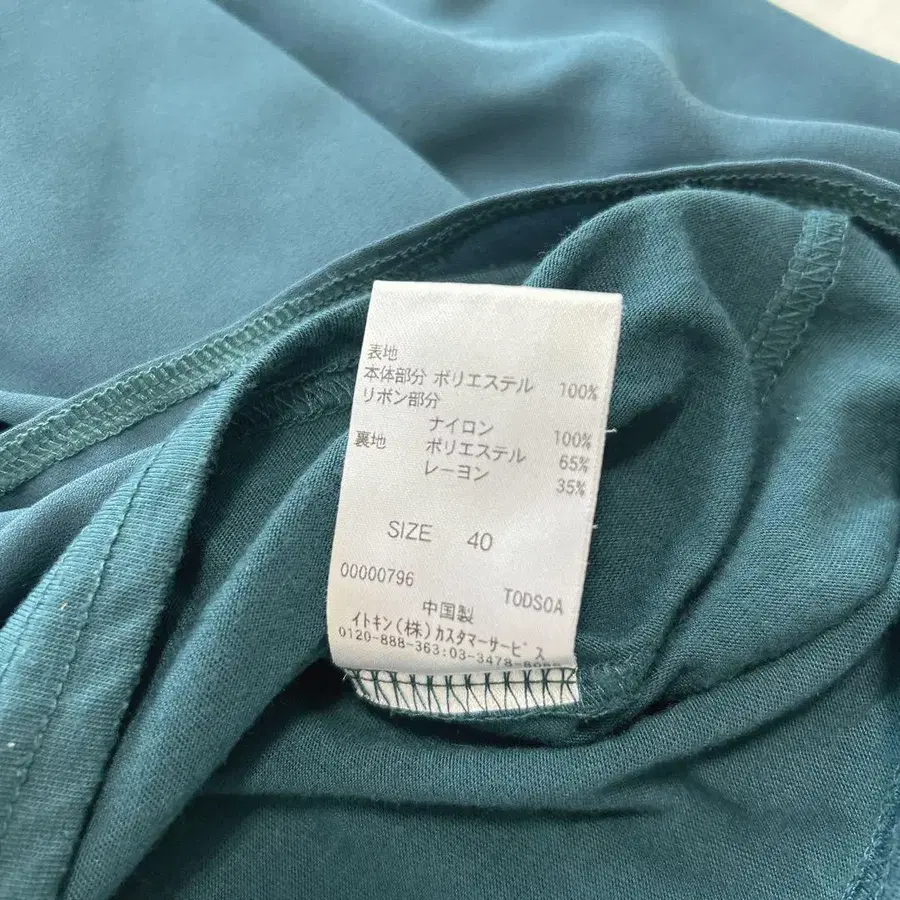 表地
本体部分 ポリエステル 100%
リボン部分
ナイロン 100%
裏地 ポリエステル 65%
レーヨン 35%
SIZE 40
00000796 TODSOA
中国製
イトキン(株)カスタマーサービス
0120-888-363:03-3478-8088